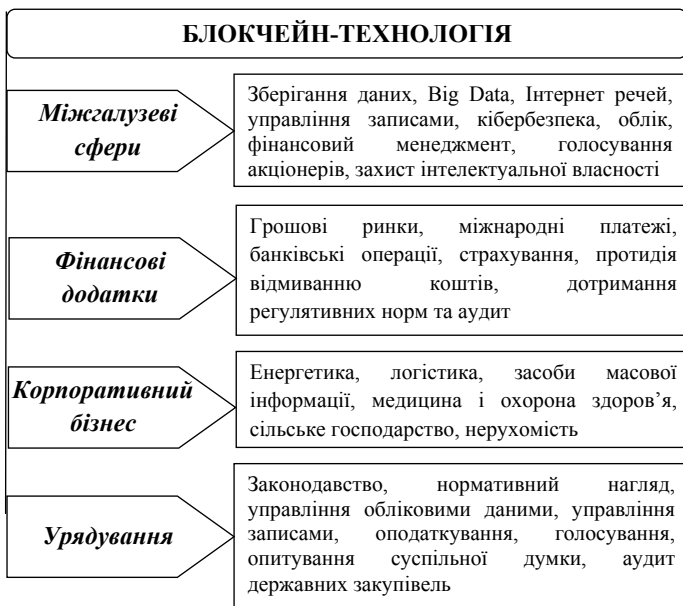 БЛОКЧЕЙН-ТЕХНОЛОГІЯ
Міжгалузеві
сфери
Зберігання даних, Big Data, Інтернет речей,
управління записами, кібербезпека, облік,
фінансовий менеджмент, голосування
акціонерів, захист інтелектуальної власності
Фінансові
додатки
Грошові ринки, міжнародні платежі,
банківські операції, страхування, протидія
відмиванню коштів, дотримання
регулятивних норм та аудит
Корпоративний
бізнес
Енергетика, логістика, засоби масової
інформації, медицина і охорона здоров’я,
сільське господарство, нерухомість
Урядування
Законодавство, нормативний нагляд,
управління обліковими даними, управління
записами, оподаткування, голосування,
опитування суспільної думки, аудит
державних закупівель